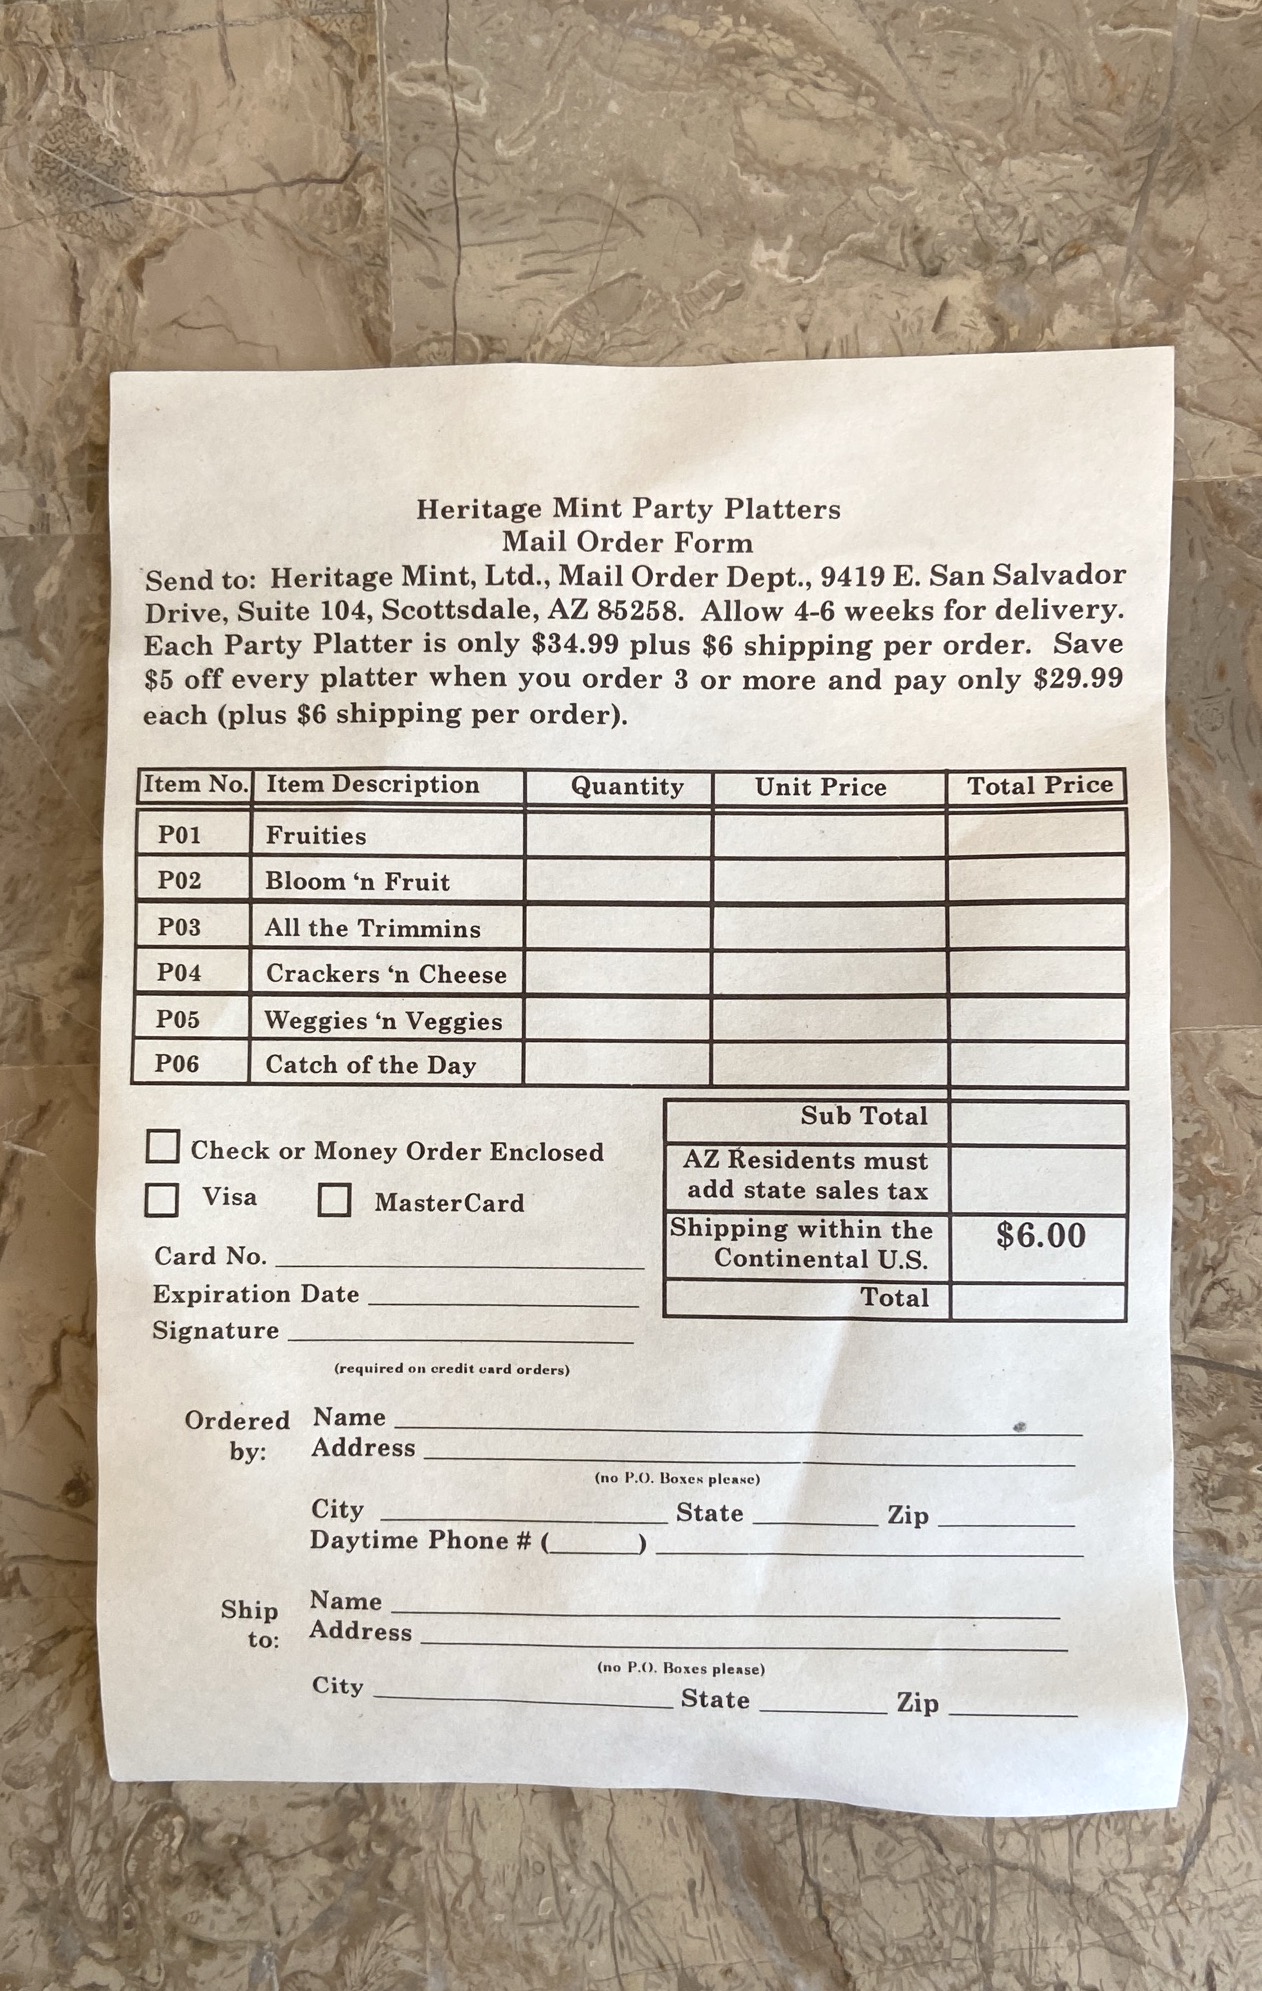 Heritage Mint Party Platters
Mail Order Form
Send to: Heritage Mint, Ltd., Mail Order Dept., 9419 E. San Salvador
Drive, Suite 104, Scottsdale, AZ 85258. Allow 4-6 weeks for delivery.
Each Party Platter is only $34.99 plus $6 shipping per order. Save
$5 off every platter when you order 3 or more and pay only $29.99
each (plus $6 shipping per order).
Item No. Item Description Quantity Unit Price Total Price
P01 Fruities
P02 Bloom ‘n Fruit
P03 All the Trimmins
P04 Crackers ‘n Cheese
P05 Weggies ‘n Veggies
P06 Catch of the Day
Sub Total
AZ Residents must
add state sales tax
Shipping within the
Continental U.S. $6.00
Total
Check or Money Order Enclosed
Visa MasterCard
Card No.
Expiration Date
Signature
(required on credit card orders)
Ordered by:
Name
Address
(no P.O. Boxes please)
City State Zip
Daytime Phone # ( )
Ship to:
Name
Address
(no P.O. Boxes please)
City State Zip